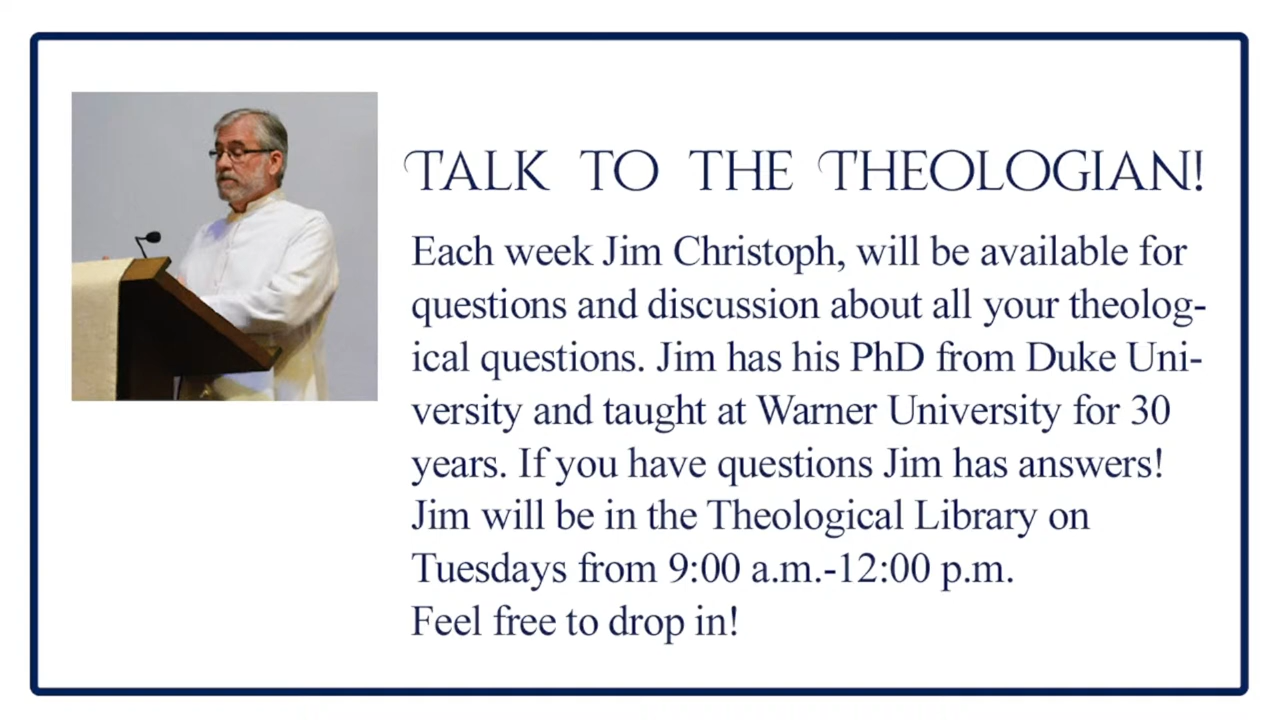 Talk to the Theologian!
Each week Jim Christoph, will be available for
questions and discussion about all your theolog-
ical questions. Jim has his PhD from Duke Uni-
versity and taught at Warner University for 30
years. If you have questions Jim has answers!
Jim will be in the Theological Library on
Tuesdays from 9:00 a.m.-12:00 p.m.
Feel free to drop in!